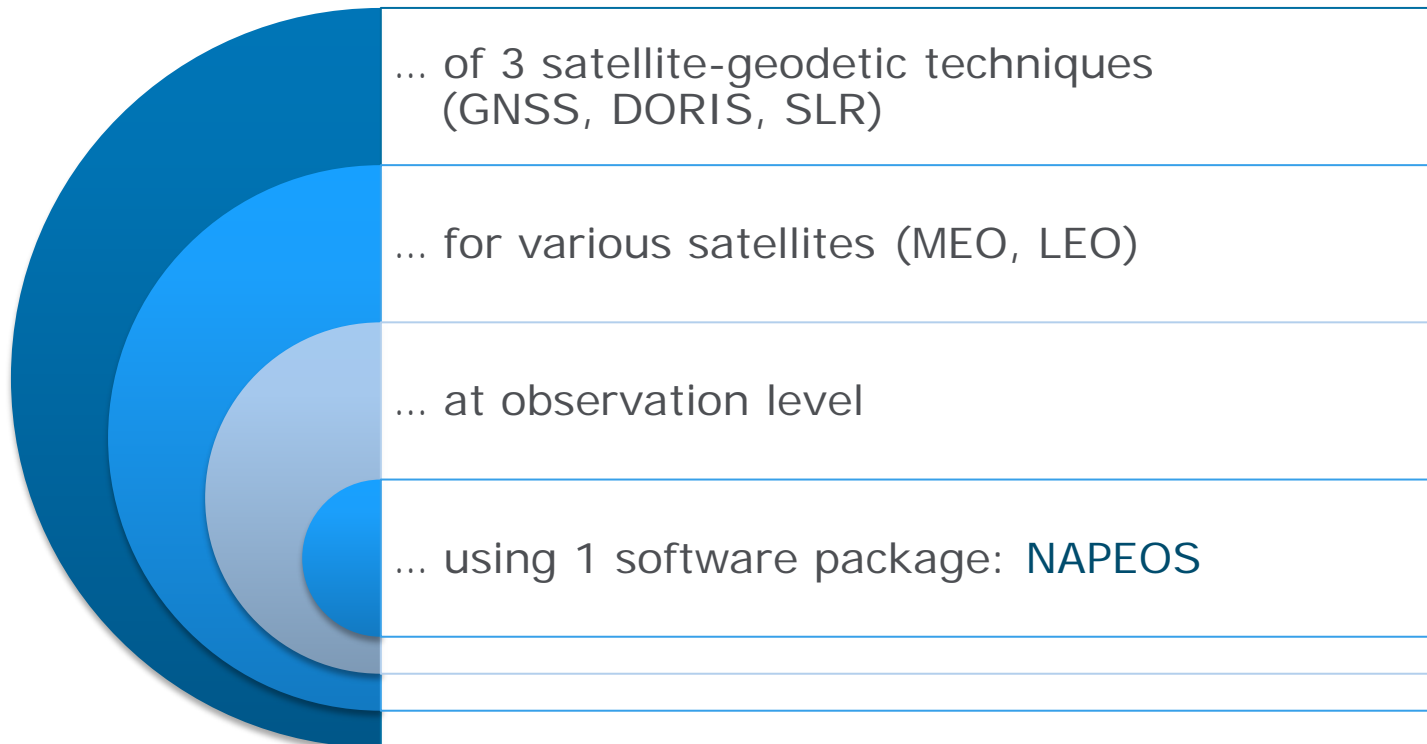 ... of 3 satellite-geodetic techniques
(GNSS, DORIS, SLR)
... for various satellites (MEO, LEO)
... at observation level
... using 1 software package: NAPEOS